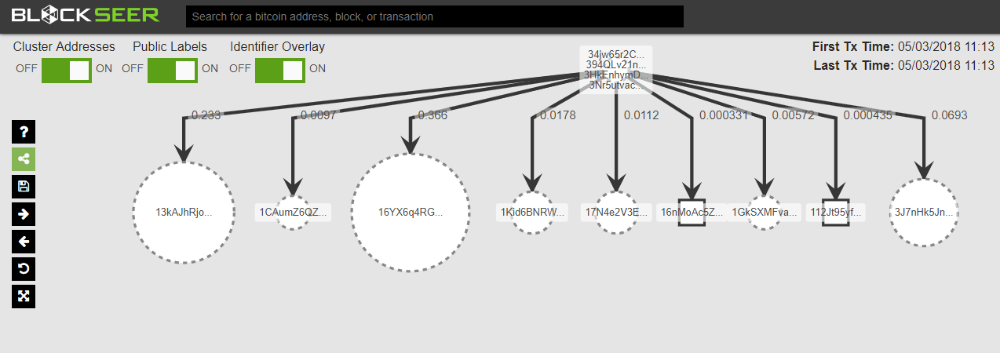 BLOCKSEER
Search for a bitcoin address, block, or transaction
Cluster Addresses Public Labels Identifier Overlay
OFF ON OFF ON OFF ON
First Tx Time: 05/03/2018 11:13
Last Tx Time: 05/03/2018 11:13
34jw65r2C...
394QLv21n...
3HkEnhymD...
3Nr5utvac...
0.233 0.0097 0.366 0.0178 0.0112 0.000331 0.00572 0.000435 0.0693
?
13kAJhRjo... 1CAumZ6QZ... 16YX6q4RG... 1Kid6BNRW... 17N4e2V3E... 16nMoAc5Z... 1GkSXMFva... 112Jt95yf... 3J7nHk5Jn...